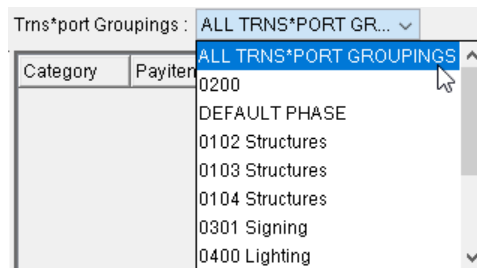 Trns*port Groupings : ALL TRNS*PORT GR...
Category Payiten
ALL TRNS*PORT GROUPINGS
0200
DEFAULT PHASE
0102 Structures
0103 Structures
0104 Structures
0301 Signing
0400 Lighting